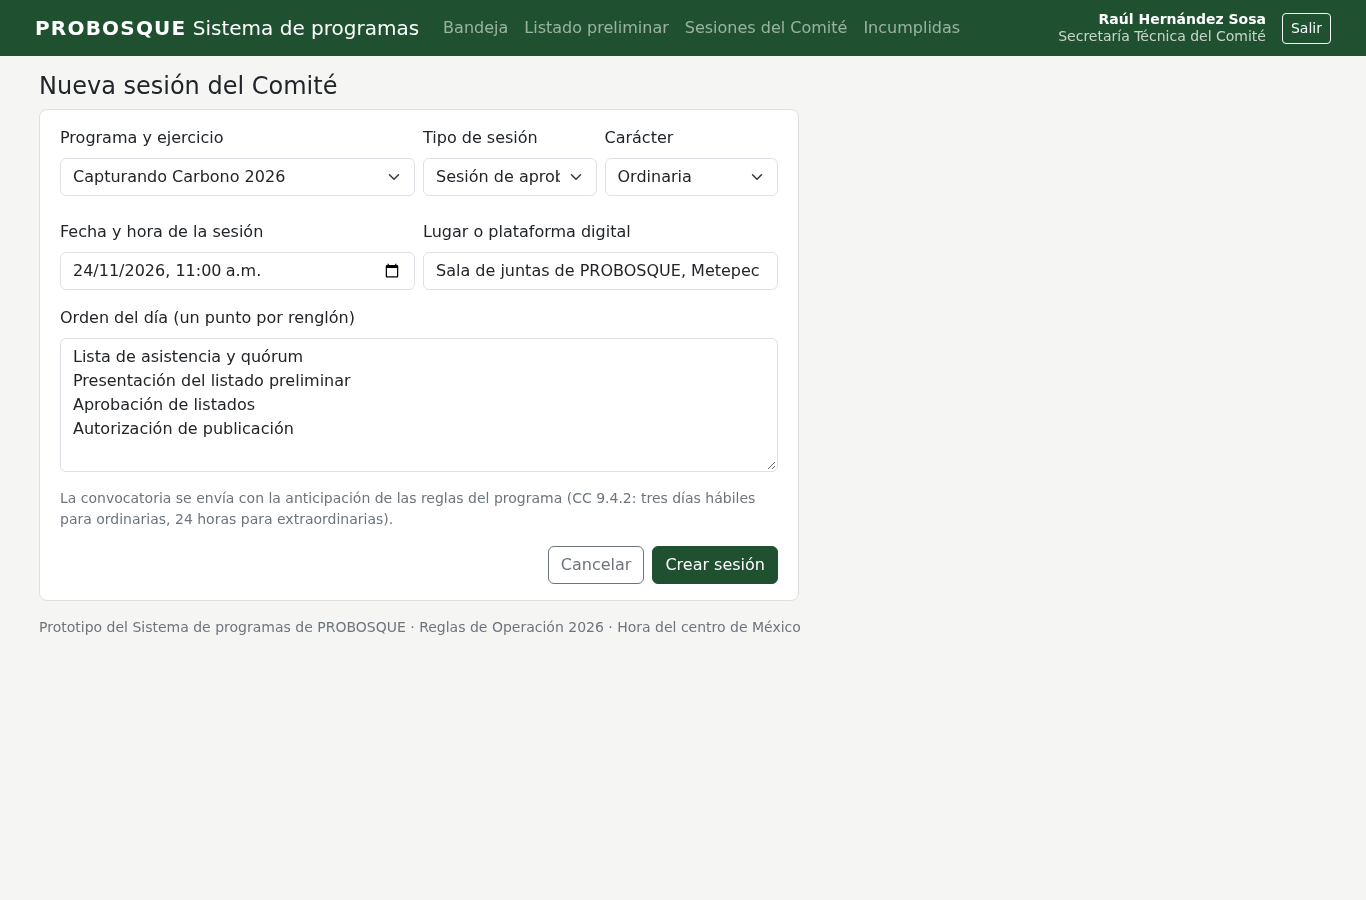 PROBOSQUE Sistema de programas
Bandeja
Listado preliminar
Sesiones del Comité
Incumplidas
Raúl Hernández Sosa
Secretaría Técnica del Comité
Salir
Nueva sesión del Comité
Programa y ejercicio
Tipo de sesión
Carácter
Capturando Carbono 2026
Sesión de aprob
Ordinaria
Fecha y hora de la sesión
Lugar o plataforma digital
24/11/2026, 11:00 a.m.
Sala de juntas de PROBOSQUE, Metepec
Orden del día (un punto por renglón)
Lista de asistencia y quórum
Presentación del listado preliminar
Aprobación de listados
Autorización de publicación
La convocatoria se envía con la anticipación de las reglas del programa (CC 9.4.2: tres días hábiles
para ordinarias, 24 horas para extraordinarias).
Cancelar
Crear sesión
Prototipo del Sistema de programas de PROBOSQUE · Reglas de Operación 2026 · Hora del centro de México